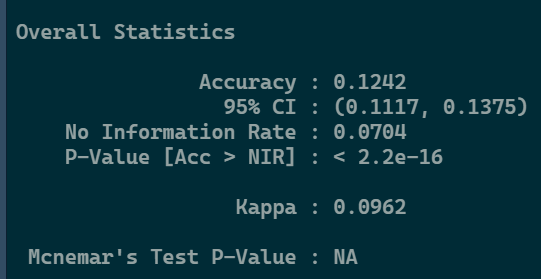 Overall Statistics
Accuracy : 0.1242
95% CI : (0.1117, 0.1375)
No Information Rate : 0.0704
P-Value [Acc > NIR] : < 2.2e-16
Kappa : 0.0962
Mcnemar's Test P-Value : NA